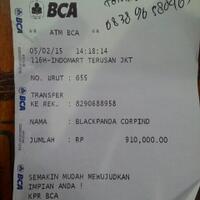 BCA
ATM BCA
05/02/15 14:18:14
116H-INDOMART TERUSAN JKT
NO. URUT : 655
TRANSFER
KE REK. : 8290688958
NAMA : BLACKPANDA CORPIND
JUMLAH : RP 910,000.00
SEMAKIN MUDAH MEWUJUDKAN
IMPIAN ANDA !
KPR BCA